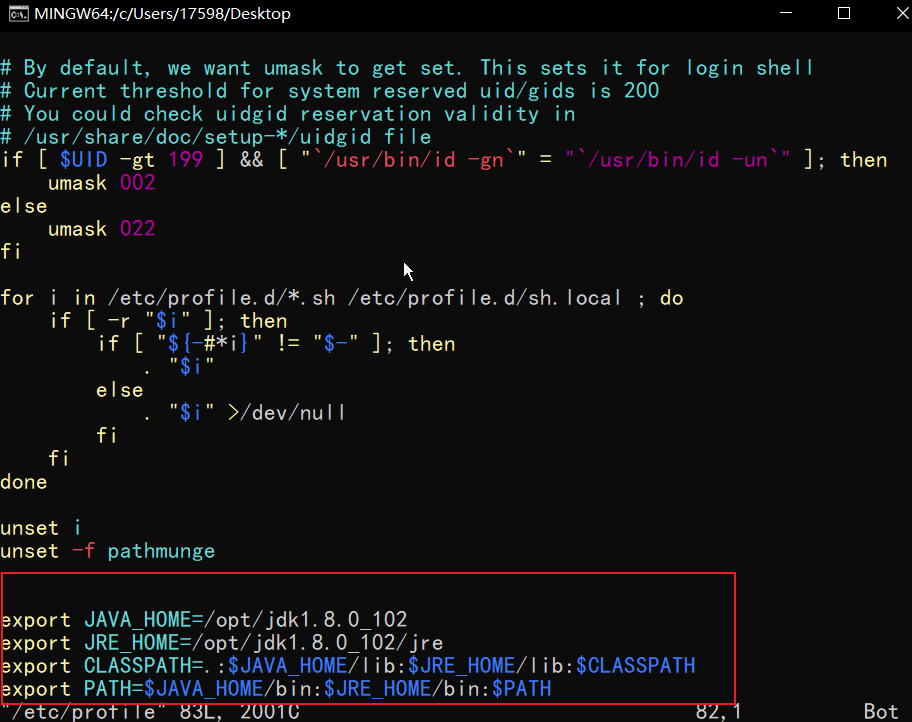 MINGW64:/c/Users/17598/Desktop
# By default, we want umask to get set. This sets it for login shell
# Current threshold for system reserved uid/gids is 200
# You could check uidgid reservation validity in
# /usr/share/doc/setup-*/uidgid file
if [ $UID -gt 199 ] && [ "`/usr/bin/id -gn`" = "`/usr/bin/id -un`" ]; then
    umask 002
else
    umask 022
fi
for i in /etc/profile.d/*.sh /etc/profile.d/sh.local ; do
    if [ -r "$i" ]; then
        if [ "${-#*i}" != "$-" ]; then
            . "$i"
        else
            . "$i" >/dev/null
        fi
    fi
done
unset i
unset -f pathmunge
export JAVA_HOME=/opt/jdk1.8.0_102
export JRE_HOME=/opt/jdk1.8.0_102/jre
export CLASSPATH=.:$JAVA_HOME/lib:$JRE_HOME/lib:$CLASSPATH
export PATH=$JAVA_HOME/bin:$JRE_HOME/bin:$PATH
"/etc/profile" 83L, 2001C 82,1 Bot